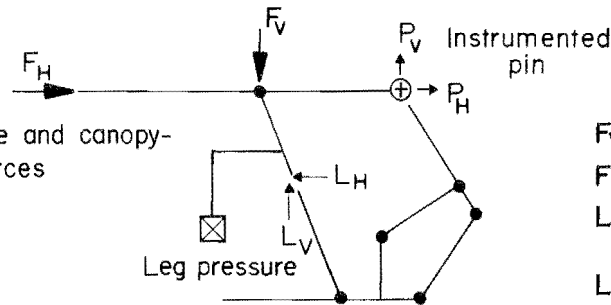 F_V
P_V Instrumented
pin
F_H
P_H
e and canopy-
rces
F
F
L_H
L
L_V
Leg pressure
L